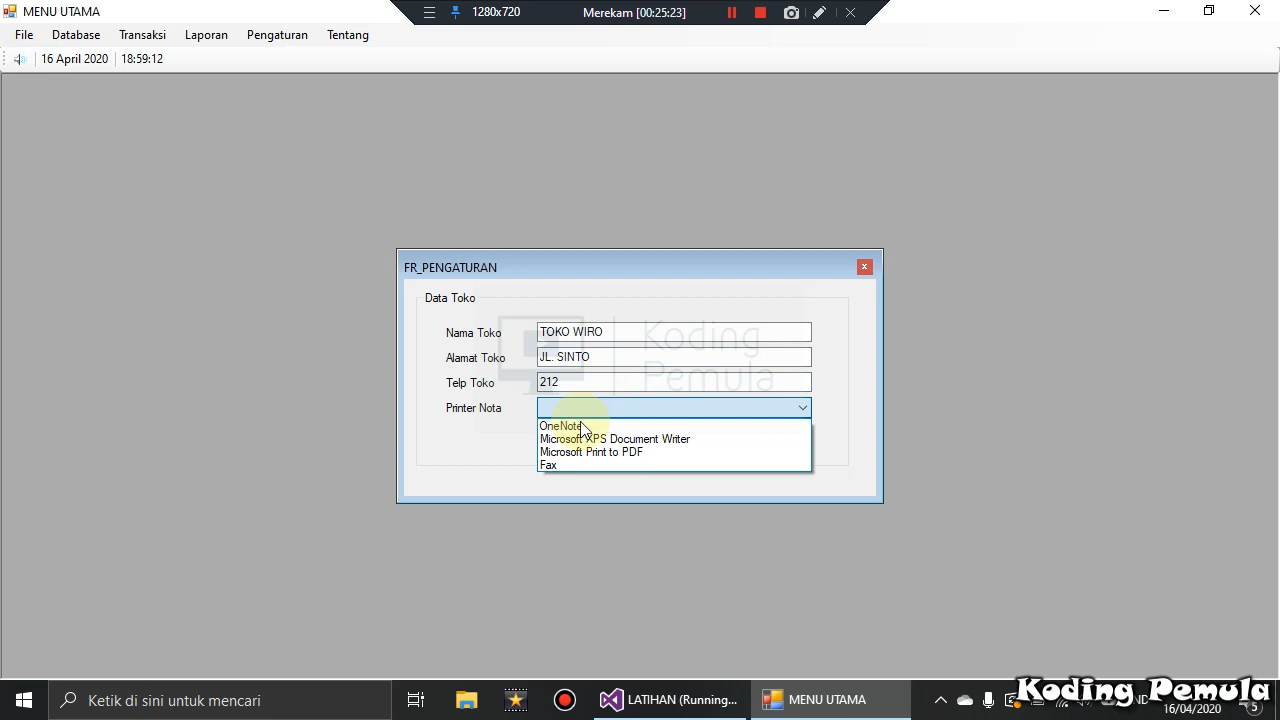 MENU UTAMA
1280x720 Merekam [00:25:23]
File Database Transaksi Laporan Pengaturan Tentang
16 April 2020 18:59:12
FR_PENGATURAN
Data Toko
Nama Toko TOKO WIRO
Alamat Toko JL. SINTO
Telp Toko 212
Printer Nota
OneNote
Microsoft XPS Document Writer
Microsoft Print to PDF
Fax
Koding
Pemula
Ketik di sini untuk mencari
LATIHAN (Running...
MENU UTAMA
Koding Pemula
16/04/2020
5